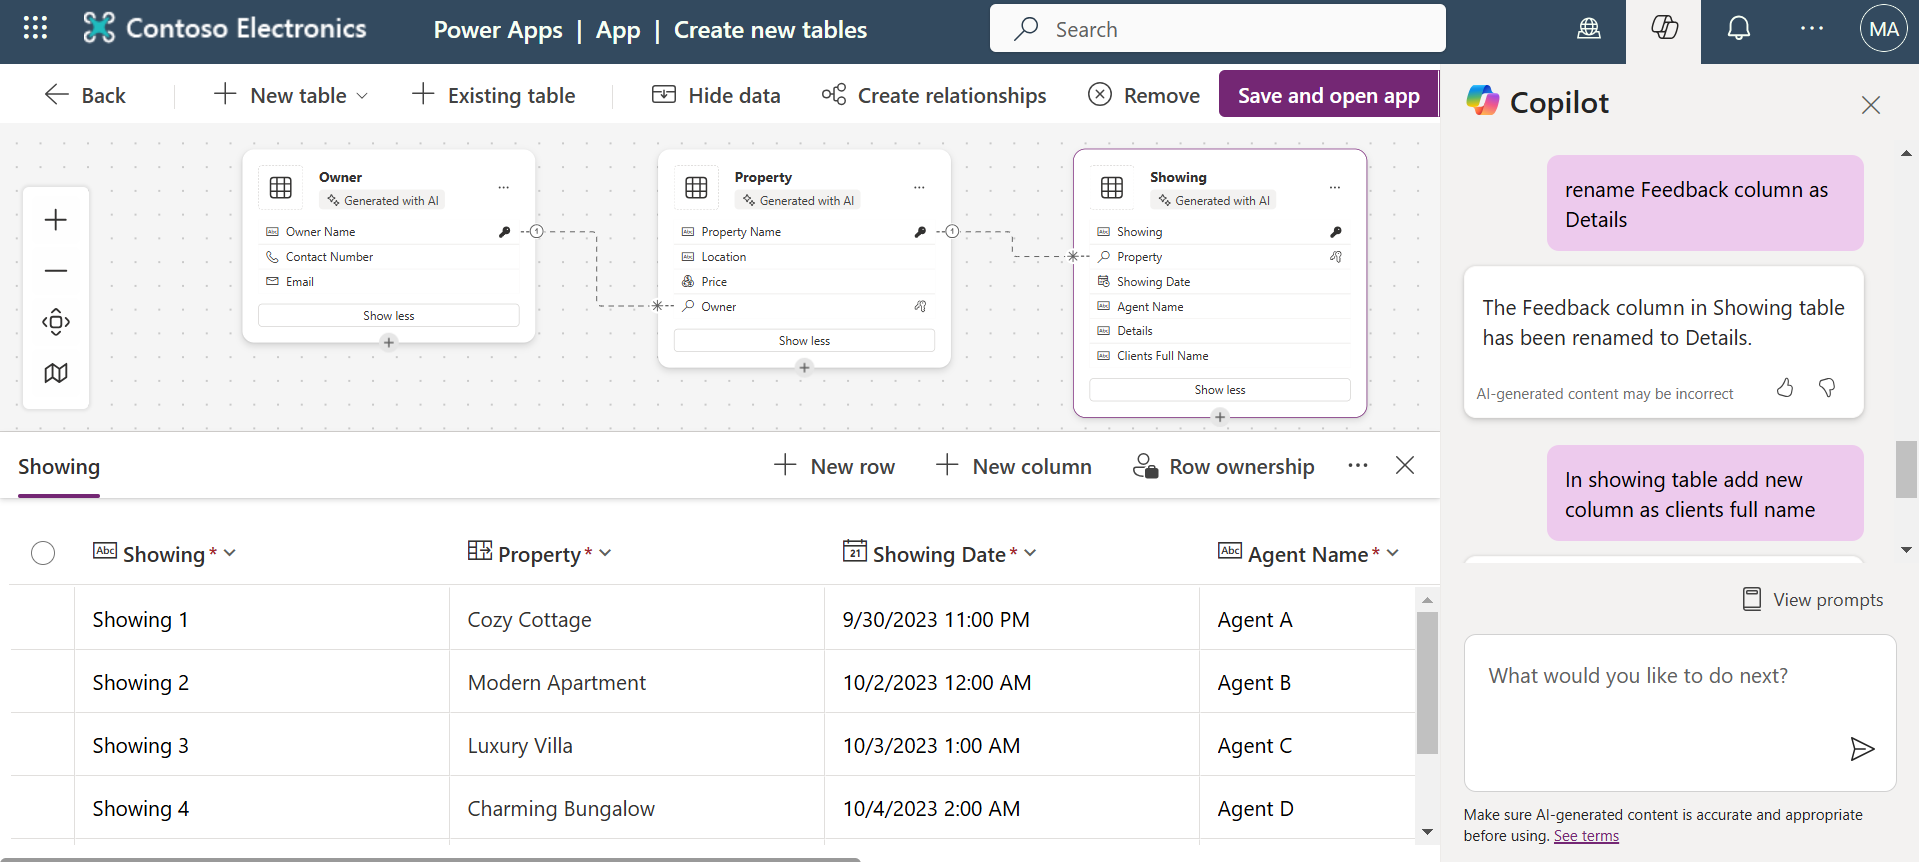 Contoso Electronics
Power Apps | App | Create new tables
Search
MA
Back
New table
Existing table
Hide data
Create relationships
Remove
Save and open app
Owner
Generated with AI
Owner Name
Contact Number
Email
Show less
1
Property
Generated with AI
Property Name
Location
Price
Owner
Show less
1
Showing
Generated with AI
Showing
Property
Showing Date
Agent Name
Details
Clients Full Name
Show less
Showing
New row
New column
Row ownership
Abc Showing*
Property*
21 Showing Date*
Abc Agent Name*
Showing 1 Cozy Cottage 9/30/2023 11:00 PM Agent A
Showing 2 Modern Apartment 10/2/2023 12:00 AM Agent B
Showing 3 Luxury Villa 10/3/2023 1:00 AM Agent C
Showing 4 Charming Bungalow 10/4/2023 2:00 AM Agent D
Copilot
rename Feedback column as
Details
The Feedback column in Showing table
has been renamed to Details.
AI-generated content may be incorrect
In showing table add new
column as clients full name
View prompts
What would you like to do next?
Make sure AI-generated content is accurate and appropriate
before using. See terms